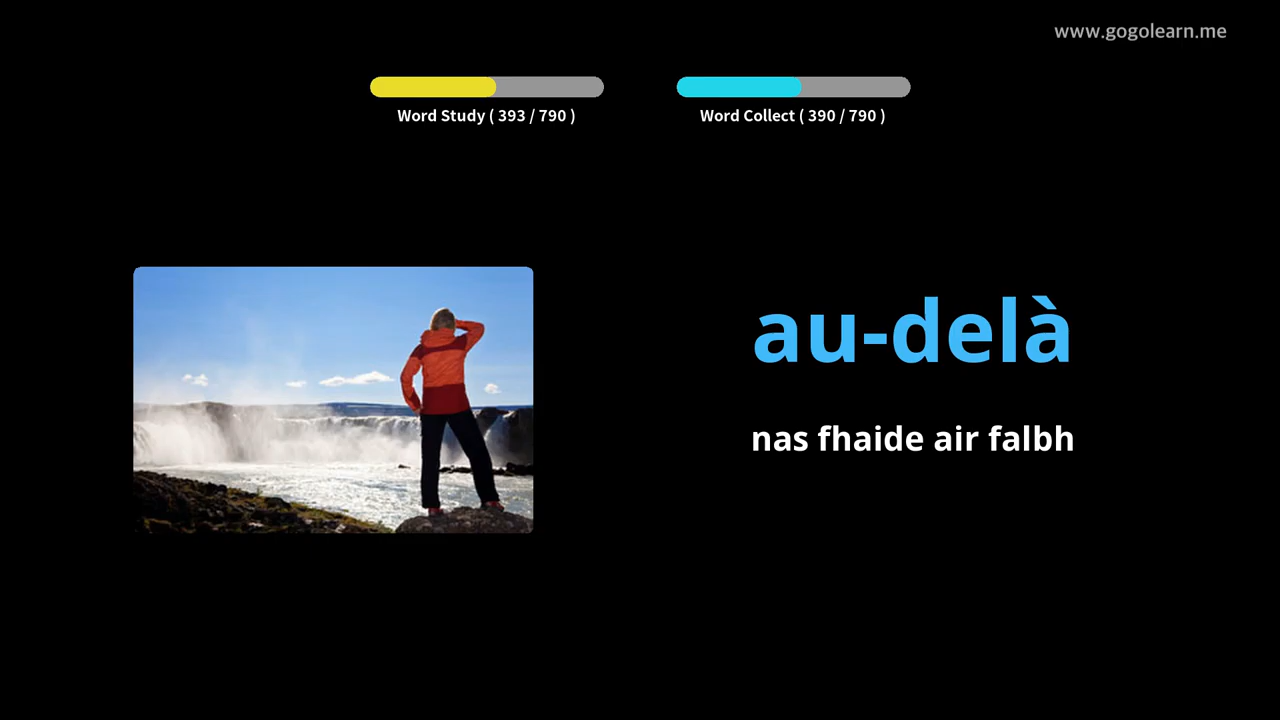 www.gogolearn.me
Word Study ( 393 / 790 )
Word Collect ( 390 / 790 )
au-delà
nas fhaide air falbh